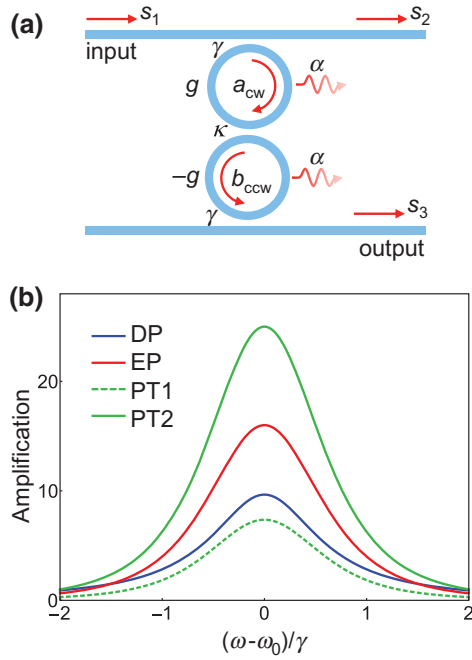 (a)
s₁ s₂
input
γ
g a_cw α
κ
−g b_ccw α
γ s₃
output
(b)
DP
EP
PT1
PT2
Amplification
20
10
0
−2 −1 0 1 2
(ω-ω₀)/γ